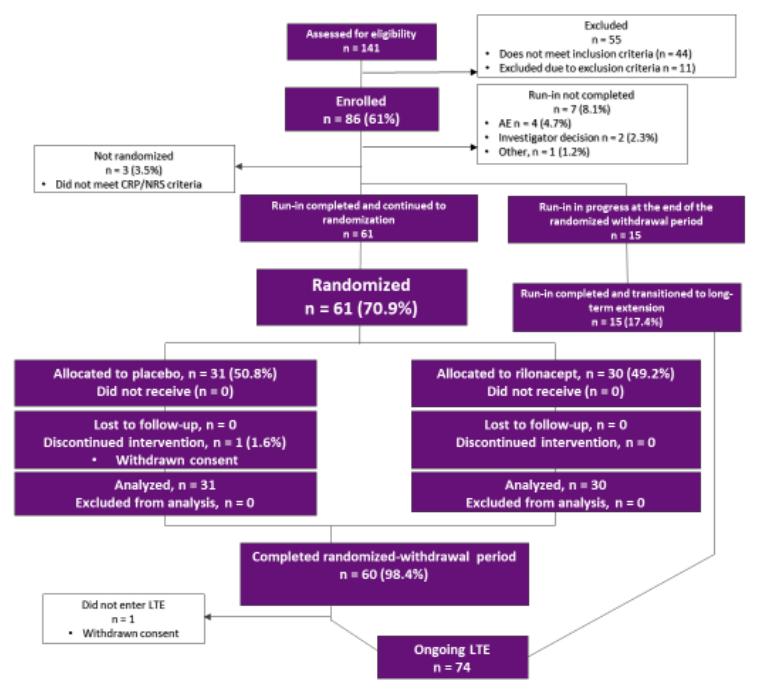 Assessed for eligibility
n = 141
Excluded
n = 55
• Does not meet inclusion criteria (n = 44)
• Excluded due to exclusion criteria n = 11)
Enrolled
n = 86 (61%)
Run-in not completed
n = 7 (8.1%)
• AE n = 4 (4.7%)
• Investigator decision n = 2 (2.3%)
• Other, n = 1 (1.2%)
Not randomized
n = 3 (3.5%)
• Did not meet CRP/NRS criteria
Run-in completed and continued to
randomization
n = 61
Run-in in progress at the end of the
randomized withdrawal period
n = 15
Randomized
n = 61 (70.9%)
Run-in completed and transitioned to long-
term extension
n = 15 (17.4%)
Allocated to placebo, n = 31 (50.8%)
Did not receive (n = 0)
Allocated to rilonacept, n = 30 (49.2%)
Did not receive (n = 0)
Lost to follow-up, n = 0
Discontinued intervention, n = 1 (1.6%)
• Withdrawn consent
Lost to follow-up, n = 0
Discontinued intervention, n = 0
Analyzed, n = 31
Excluded from analysis, n = 0
Analyzed, n = 30
Excluded from analysis, n = 0
Completed randomized-withdrawal period
n = 60 (98.4%)
Did not enter LTE
n = 1
• Withdrawn consent
Ongoing LTE
n = 74